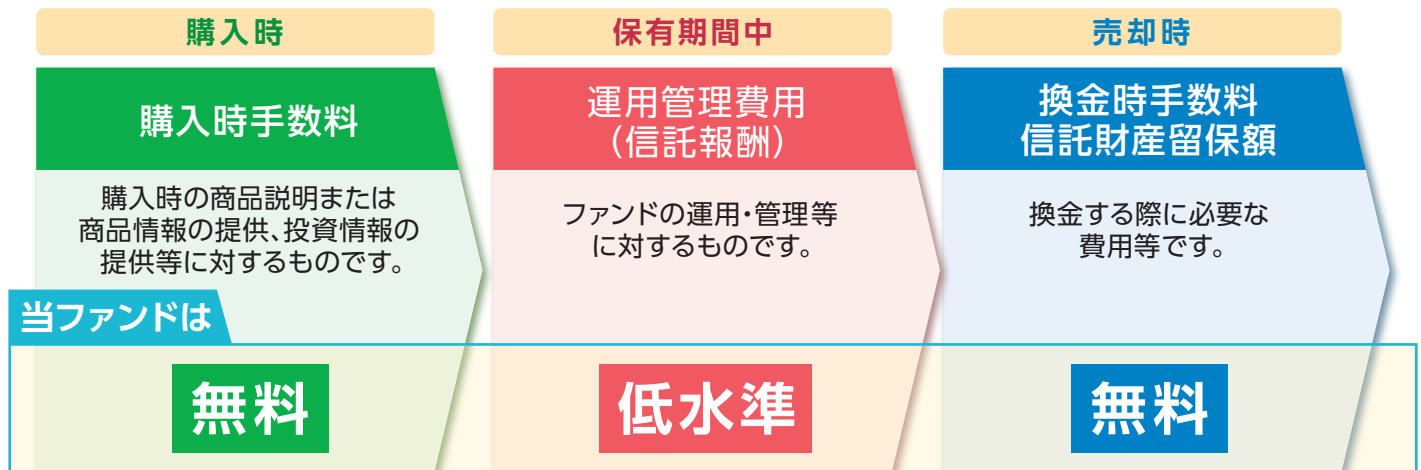 購入時
購入時手数料
購入時の商品説明または
商品情報の提供、投資情報の
提供等に対するものです。
保有期間中
運用管理費用
(信託報酬)
ファンドの運用・管理等
に対するものです。
売却時
換金時手数料
信託財産留保額
換金する際に必要な
費用等です。
当ファンドは
無料
低水準
無料